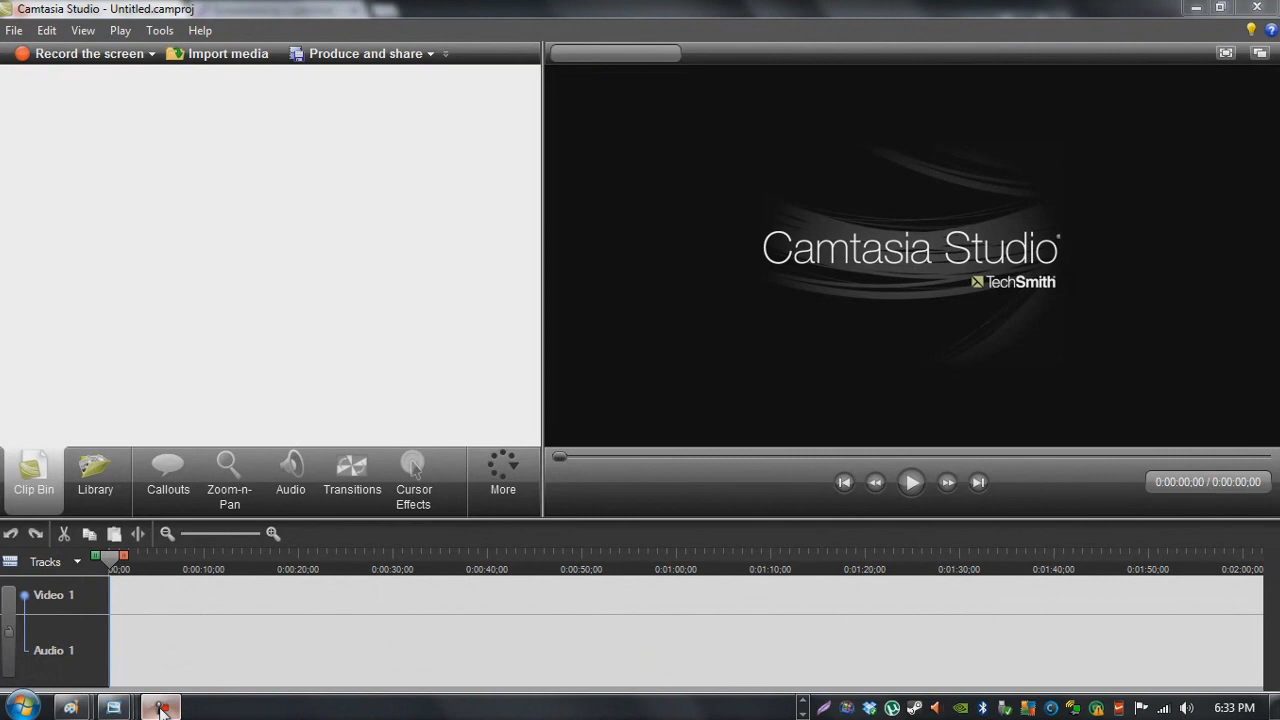 Camtasia Studio - Untitled.camproj
File Edit View Play Tools Help
Record the screen Import media Produce and share
Camtasia Studio®
TechSmith
Clip Bin Library Callouts Zoom-n-Pan Audio Transitions Cursor Effects More
0:00:00,00 / 0:00:00,00
Tracks
00;00 0:00:10;00 0:00:20;00 0:00:30;00 0:00:40;00 0:00:50;00 0:01:00;00 0:01:10;00 0:01:20;00 0:01:30;00 0:01:40;00 0:01:50;00 0:02:00;00
Video 1
Audio 1
6:33 PM